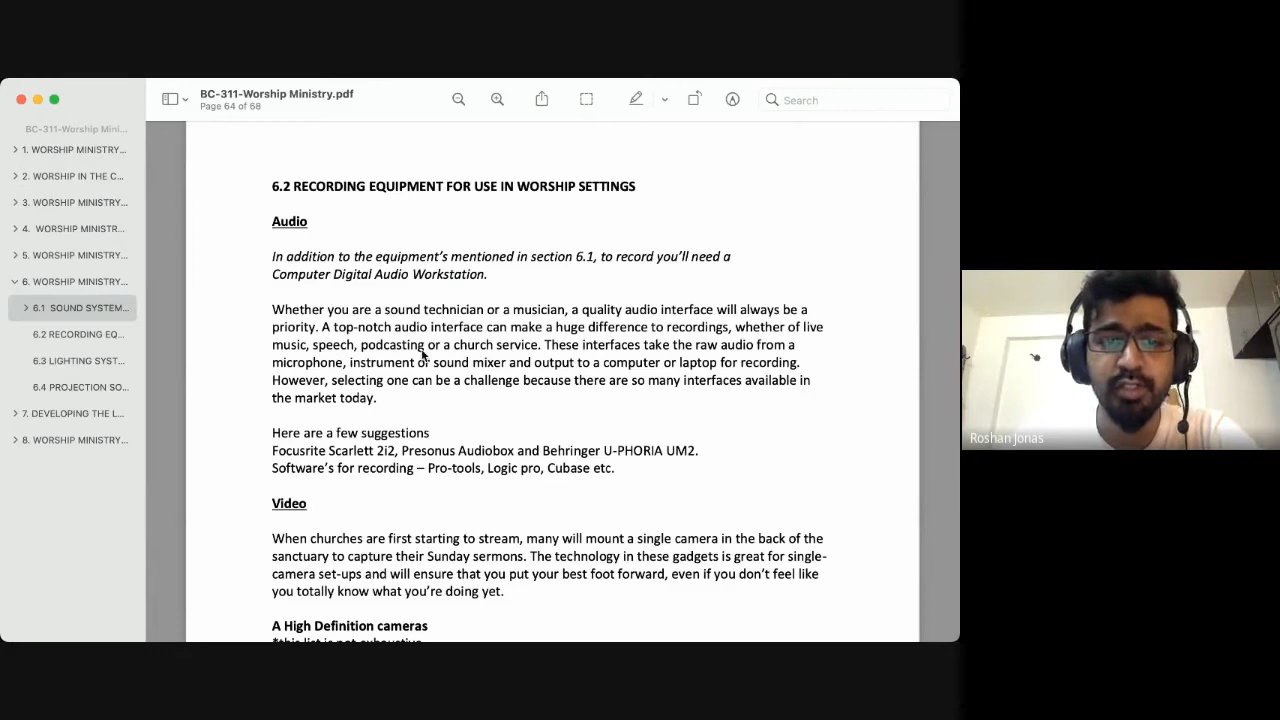 BC-311-Worship Ministry.pdf
Page 64 of 68
Search
BC-311-Worship Mini...
1. WORSHIP MINISTRY...
2. WORSHIP IN THE C...
3. WORSHIP MINISTRY...
4. WORSHIP MINISTR...
5. WORSHIP MINISTRY...
6. WORSHIP MINISTRY...
6.1 SOUND SYSTEM...
6.2 RECORDING EQ...
6.3 LIGHTING SYST...
6.4 PROJECTION SO...
7. DEVELOPING THE L...
8. WORSHIP MINISTRY...
6.2 RECORDING EQUIPMENT FOR USE IN WORSHIP SETTINGS
Audio
In addition to the equipment's mentioned in section 6.1, to record you'll need a
Computer Digital Audio Workstation.
Whether you are a sound technician or a musician, a quality audio interface will always be a
priority. A top-notch audio interface can make a huge difference to recordings, whether of live
music, speech, podcasting or a church service. These interfaces take the raw audio from a
microphone, instrument or sound mixer and output to a computer or laptop for recording.
However, selecting one can be a challenge because there are so many interfaces available in
the market today.
Here are a few suggestions
Focusrite Scarlett 2i2, Presonus Audiobox and Behringer U-PHORIA UM2.
Software's for recording – Pro-tools, Logic pro, Cubase etc.
Video
When churches are first starting to stream, many will mount a single camera in the back of the
sanctuary to capture their Sunday sermons. The technology in these gadgets is great for single-
camera set-ups and will ensure that you put your best foot forward, even if you don't feel like
you totally know what you're doing yet.
A High Definition cameras
*this list is not exhaustive
Roshan Jonas